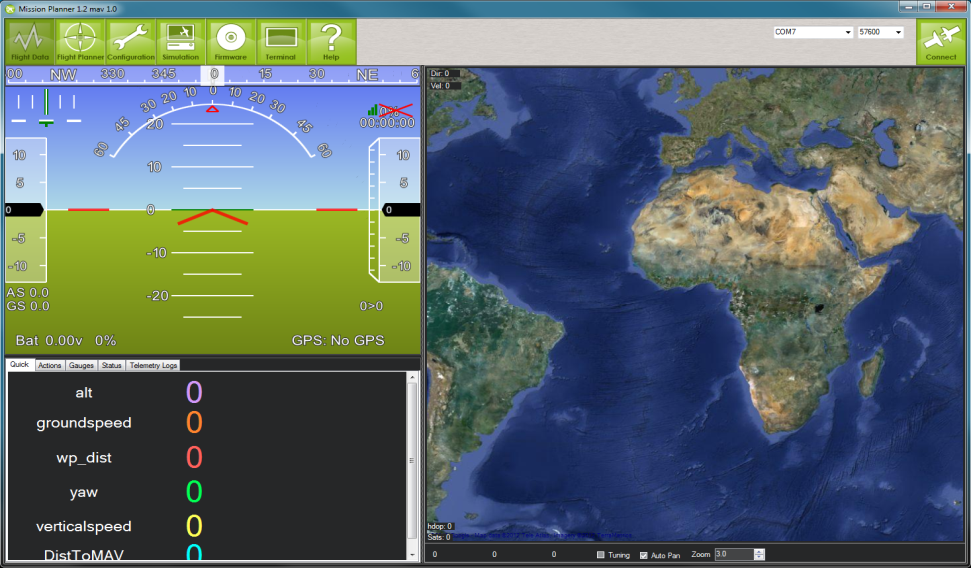 Mission Planner 1.2 mav 1.0
Flight Data Flight Planner Configuration Simulation Firmware Terminal Help
COM7 57600
Connect
00 NW 330 345 0 15 30 NE 6
Dir: 0
Vel: 0
60 45 30 20 10 0 10 20 30 45 60
0%
00:00:00
20
10
0
-10
-20
10
5
0
-5
-10
10
5
0
-5
-10
AS 0.0
GS 0.0
0>0
Bat 0.00v 0%
GPS: No GPS
Quick Actions Gauges Status Telemetry Logs
alt 0
groundspeed 0
wp_dist 0
yaw 0
verticalspeed 0
DistToMAV 0
hdop: 0
Sats: 0
0 0 0 Tuning Auto Pan Zoom 3.0